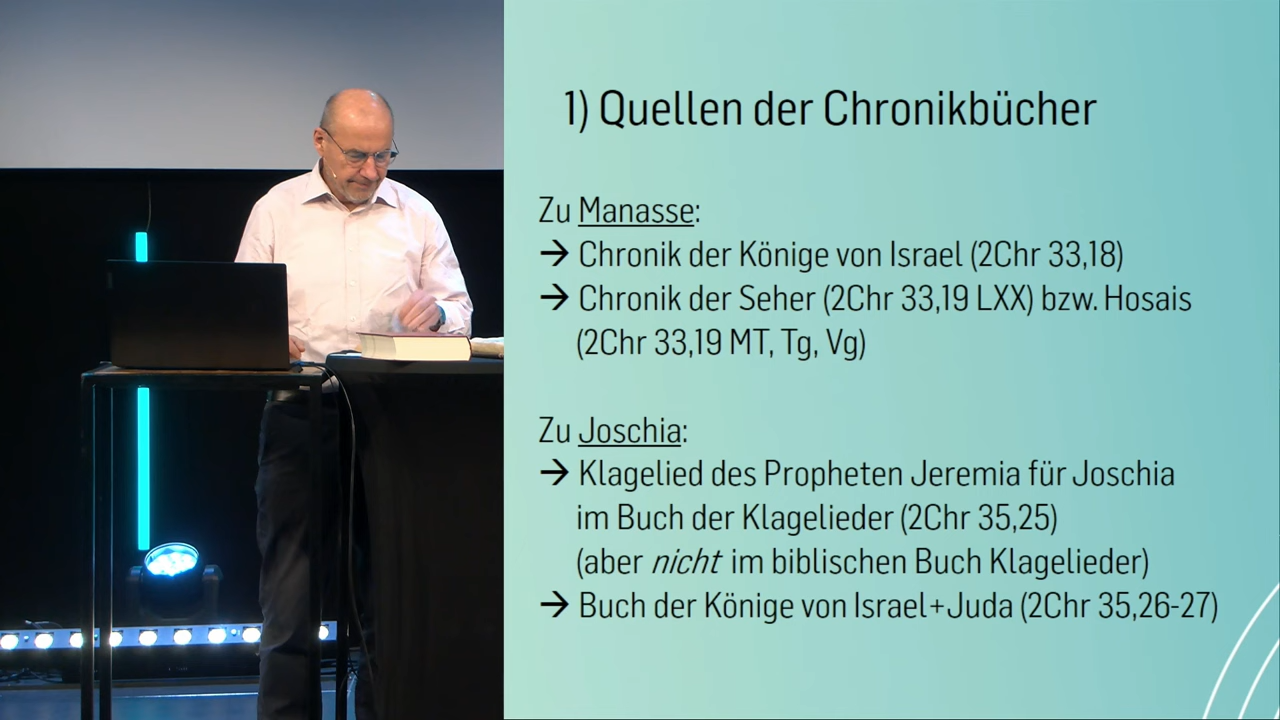 1) Quellen der Chronikbücher
Zu Manasse:
→ Chronik der Könige von Israel (2Chr 33,18)
→ Chronik der Seher (2Chr 33,19 LXX) bzw. Hosais
(2Chr 33,19 MT, Tg, Vg)
Zu Joschia:
→ Klagelied des Propheten Jeremia für Joschia
im Buch der Klagelieder (2Chr 35,25)
(aber nicht im biblischen Buch Klagelieder)
→ Buch der Könige von Israel+Juda (2Chr 35,26-27)